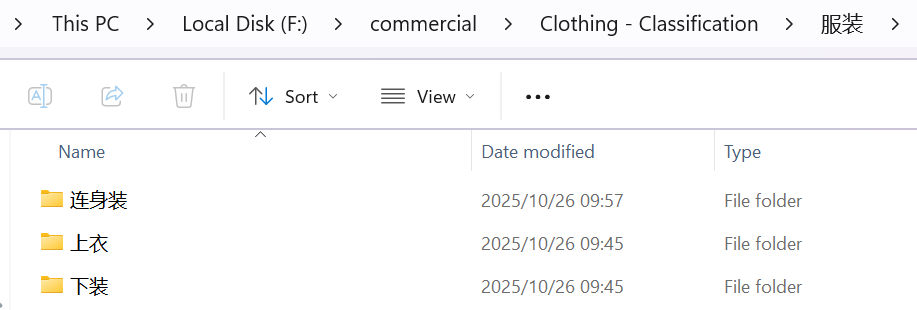 This PC > Local Disk (F:) > commercial > Clothing - Classification > 服装 >
Sort View •••
Name Date modified Type
连身装 2025/10/26 09:57 File folder
上衣 2025/10/26 09:45 File folder
下装 2025/10/26 09:45 File folder